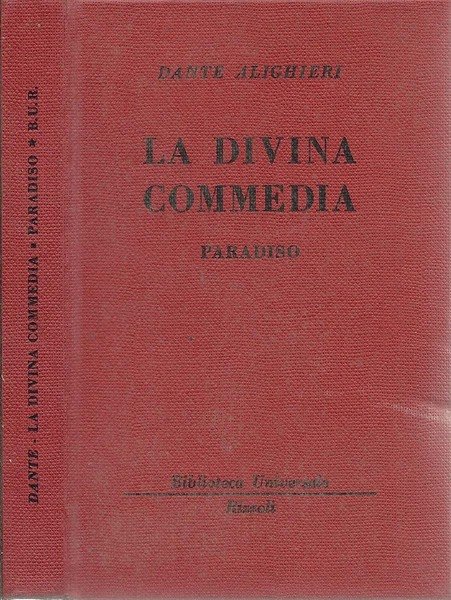 DANTE - LA DIVINA COMMEDIA ★ PARADISO ★ B.U.R.
DANTE ALIGHIERI
LA DIVINA
COMMEDIA
PARADISO
Biblioteca Universale
Rizzoli